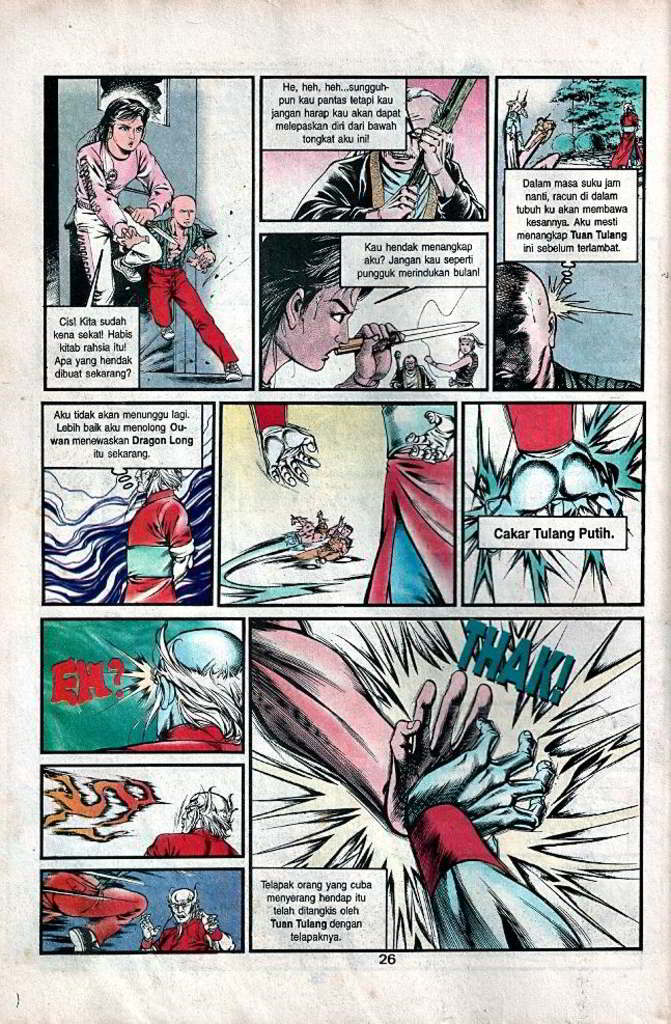 Cis! Kita sudah
kena sekat! Habis
kitab rahsia itu!
Apa yang hendak
dibuat sekarang?
He, heh, heh...sungguh-
pun kau pantas tetapi kau
jangan harap kau akan dapat
melepaskan diri dari bawah
tongkat aku ini!
Kau hendak menangkap
aku? Jangan kau seperti
pungguk merindukan bulan!
Dalam masa suku jam
nanti, racun di dalam
tubuh ku akan membawa
kesannya. Aku mesti
menangkap Tuan Tulang
ini sebelum terlambat.
Aku tidak akan menunggu lagi.
Lebih baik aku menolong Ou-
wan menewaskan Dragon Long
itu sekarang.
Cakar Tulang Putih.
EH?
THAK!
Telapak orang yang cuba
menyerang hendap itu
telah ditangkis oleh
Tuan Tulang dengan
telapaknya.
26